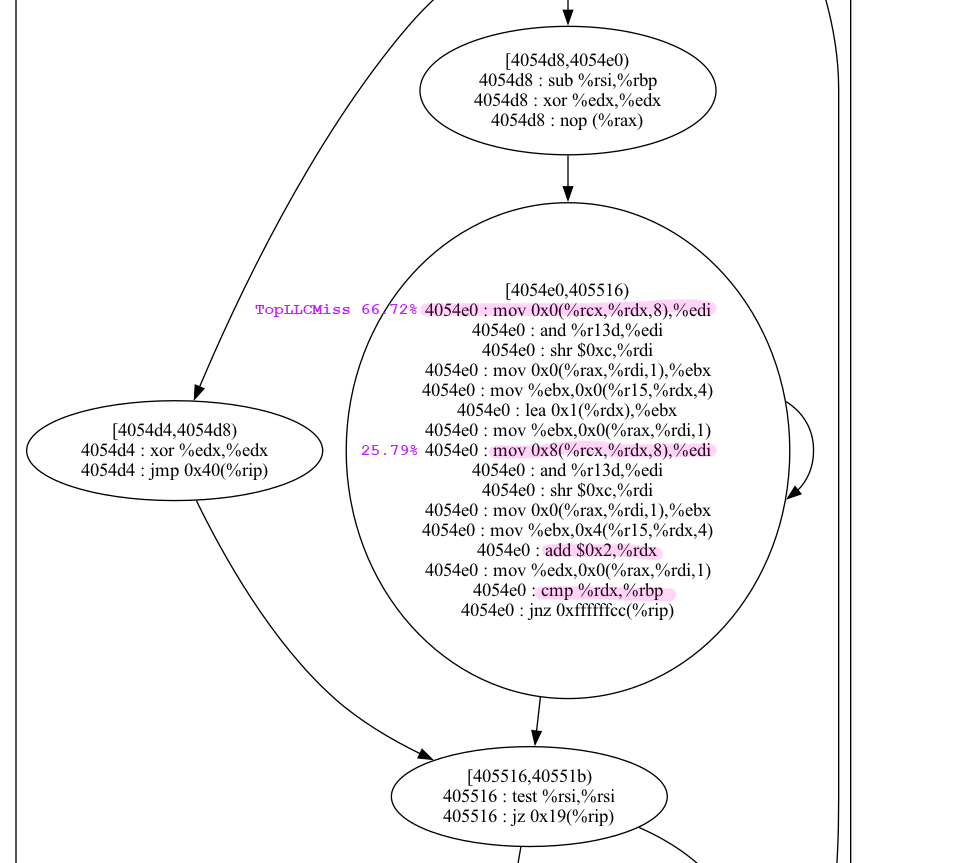 [4054d8,4054e0)
4054d8 : sub %rsi,%rbp
4054d8 : xor %edx,%edx
4054d8 : nop (%rax)
[4054e0,405516)
TopLLCMiss 66.72% 4054e0 : mov 0x0(%rcx,%rdx,8),%edi
4054e0 : and %r13d,%edi
4054e0 : shr $0xc,%rdi
4054e0 : mov 0x0(%rax,%rdi,1),%ebx
4054e0 : mov %ebx,0x0(%r15,%rdx,4)
4054e0 : lea 0x1(%rdx),%ebx
4054e0 : mov %ebx,0x0(%rax,%rdi,1)
25.79% 4054e0 : mov 0x8(%rcx,%rdx,8),%edi
4054e0 : and %r13d,%edi
4054e0 : shr $0xc,%rdi
4054e0 : mov 0x0(%rax,%rdi,1),%ebx
4054e0 : mov %ebx,0x4(%r15,%rdx,4)
4054e0 : add $0x2,%rdx
4054e0 : mov %edx,0x0(%rax,%rdi,1)
4054e0 : cmp %rdx,%rbp
4054e0 : jnz 0xffffffcc(%rip)
[4054d4,4054d8)
4054d4 : xor %edx,%edx
4054d4 : jmp 0x40(%rip)
[405516,40551b)
405516 : test %rsi,%rsi
405516 : jz 0x19(%rip)